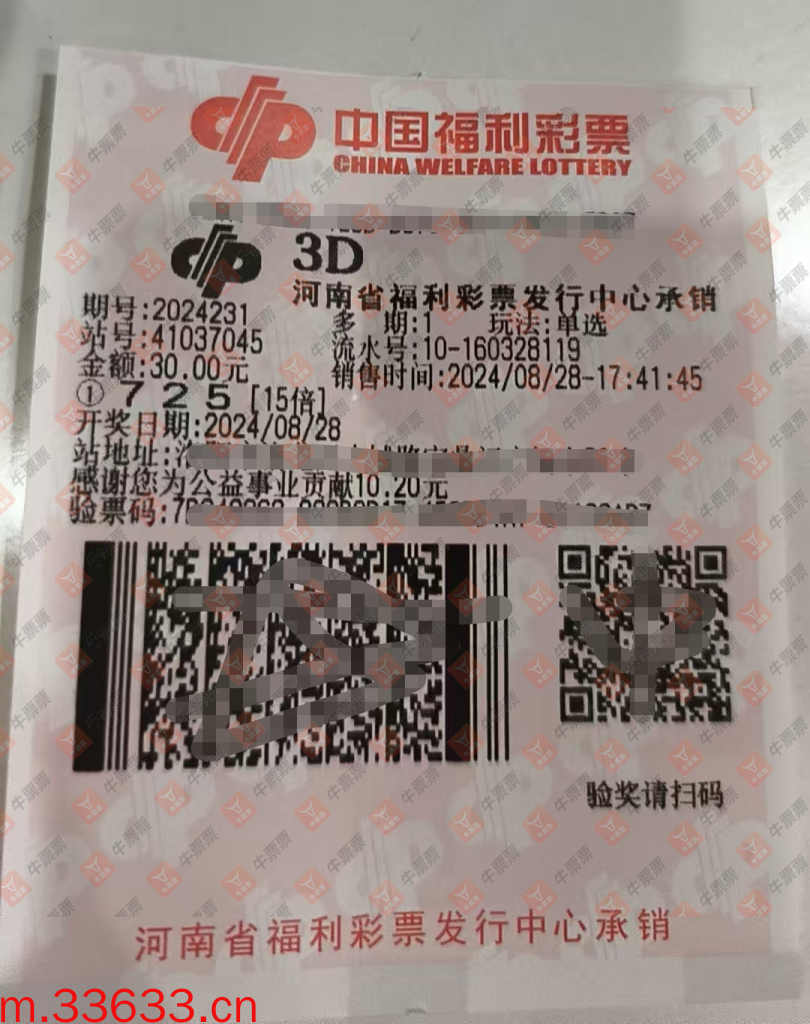 中国福利彩票
CHINA WELFARE LOTTERY
3D
河南省福利彩票发行中心承销
期号:2024231
多 期:1 玩法:单选
站号:41037045
流水号:10-160328119
金额:30.00元
销售时间:2024/08/28-17:41:45
① 7 2 5 [15倍]
开奖日期:2024/08/28
站地址:
感谢您为公益事业贡献10.20元
验票码:
验奖请扫码
河南省福利彩票发行中心承销
牛票票
m.33633.cn